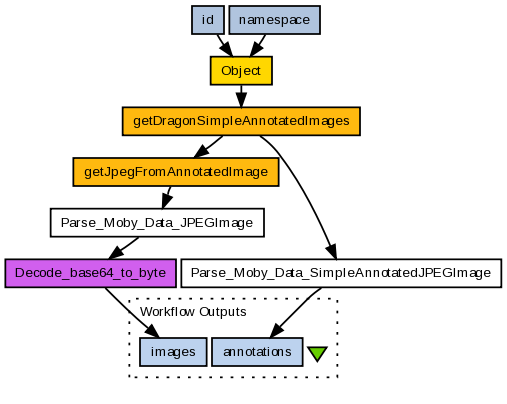 id
namespace
Object
getDragonSimpleAnnotatedImages
getJpegFromAnnotatedImage
Parse_Moby_Data_JPEGImage
Decode_base64_to_byte
Parse_Moby_Data_SimpleAnnotatedJPEGImage
Workflow Outputs
images
annotations